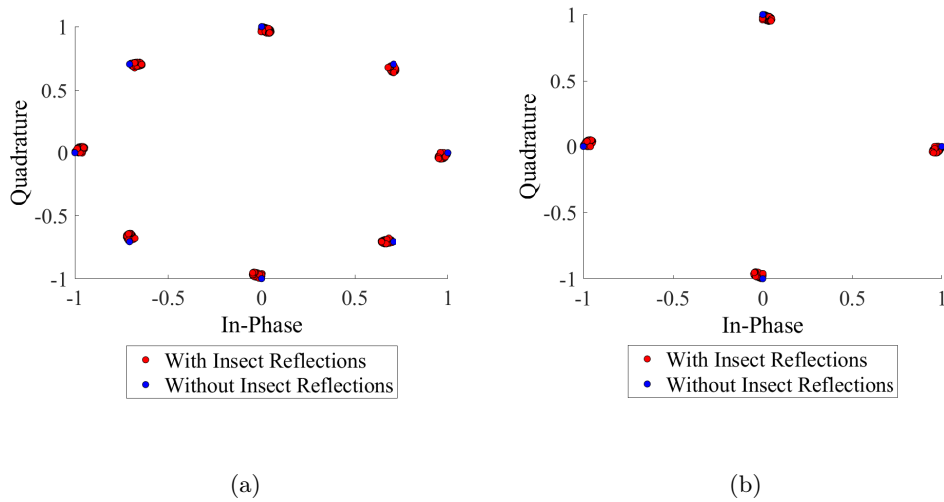 1
0.5
0
-0.5
-1
Quadrature
-1
-0.5
0
0.5
1
In-Phase
With Insect Reflections
Without Insect Reflections
(a)
1
0.5
0
-0.5
-1
Quadrature
-1
-0.5
0
0.5
1
In-Phase
With Insect Reflections
Without Insect Reflections
(b)